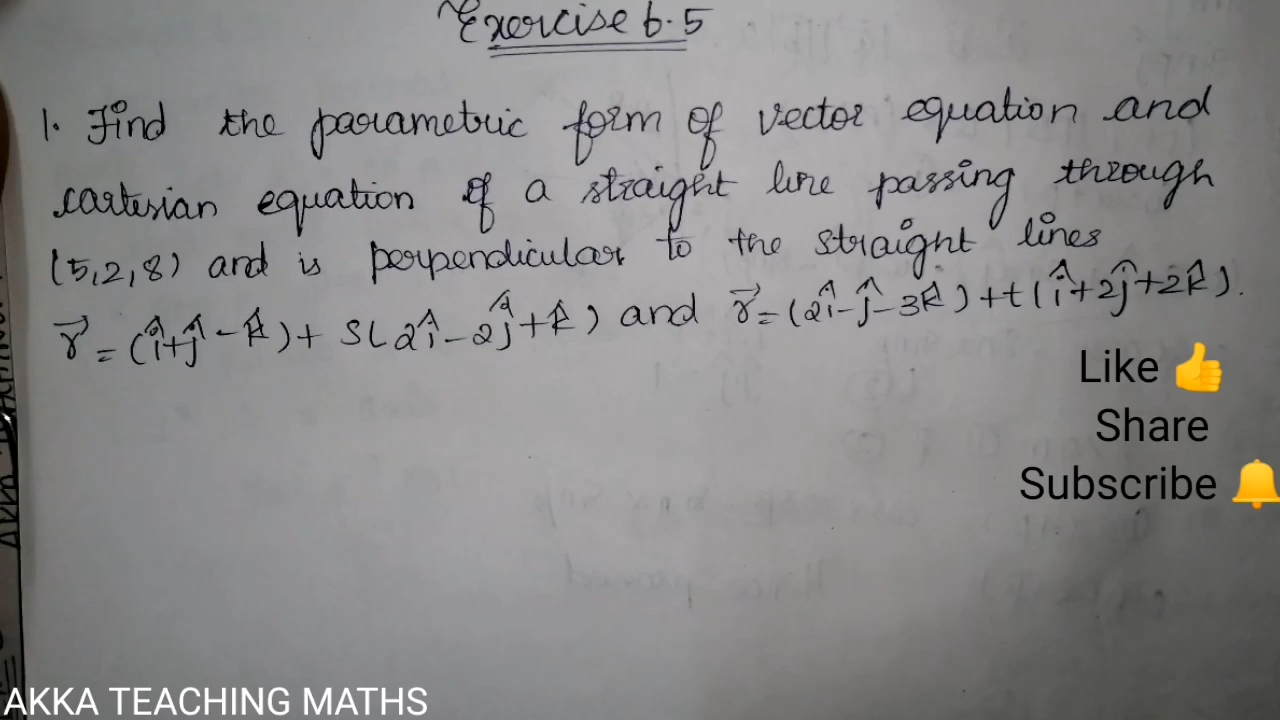 Exercise 6.5
1. Find the parametric form of vector equation and
cartesian equation of a straight line passing through
(5,2,8) and is perpendicular to the straight lines
r⃗ = (î+ĵ-k̂)+ S(2î-2ĵ+k̂) and r⃗=(2î-ĵ-3k̂)+t(î+2ĵ+2k̂).
Like 👍
Share
Subscribe 🔔
AKKA TEACHING MATHS